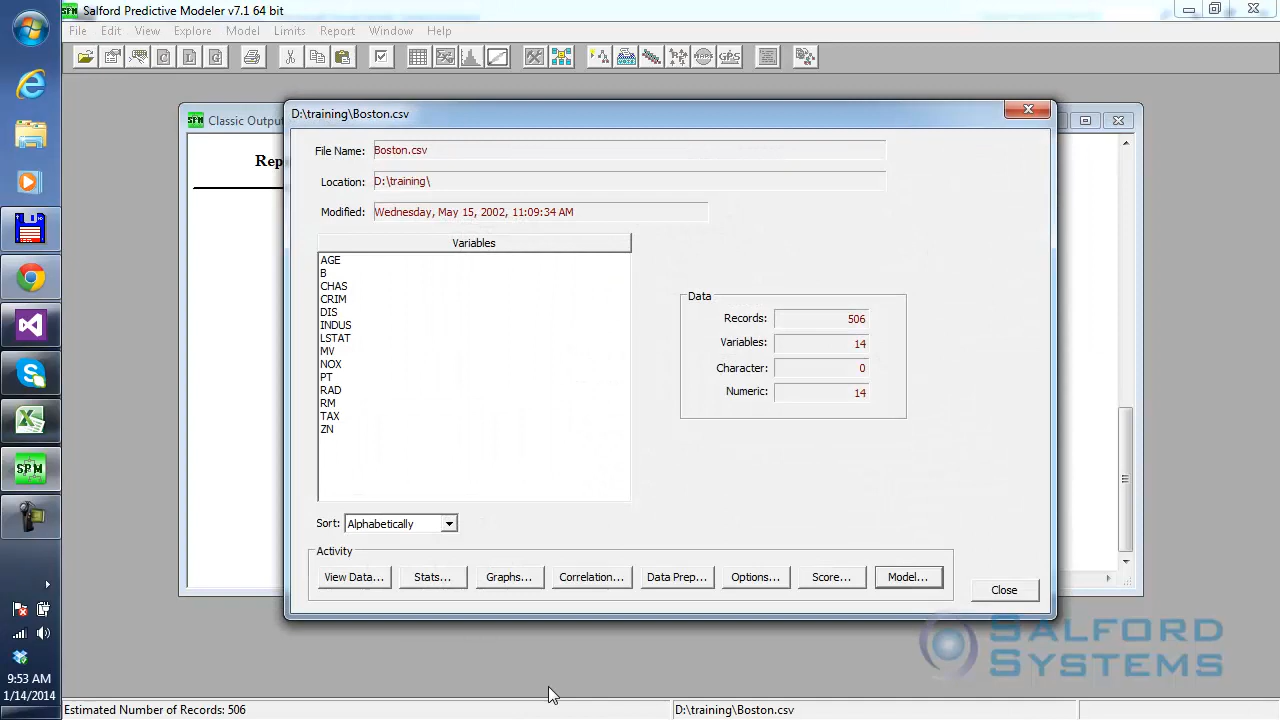 Salford Predictive Modeler v7.1 64 bit
File Edit View Explore Model Limits Report Window Help
Classic Outpu
D:\training\Boston.csv
Rep
File Name: Boston.csv
Location: D:\training\
Modified: Wednesday, May 15, 2002, 11:09:34 AM
Variables
AGE
B
CHAS
CRIM
DIS
INDUS
LSTAT
MV
NOX
PT
RAD
RM
TAX
ZN
Data
Records: 506
Variables: 14
Character: 0
Numeric: 14
Sort: Alphabetically
Activity
View Data... Stats... Graphs... Correlation... Data Prep... Options... Score... Model...
Close
SALFORD
SYSTEMS
9:53 AM
1/14/2014
Estimated Number of Records: 506
D:\training\Boston.csv